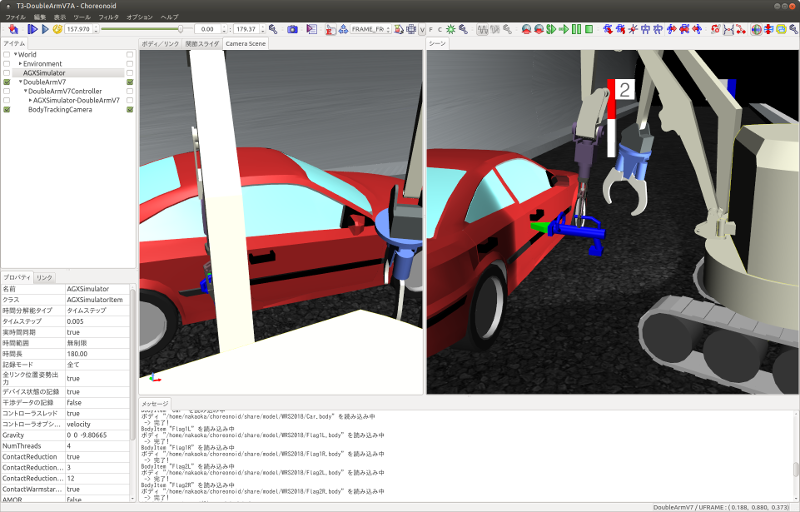 T3-DoubleArmV7A - Choreonoid
ファイル 編集 表示 ツール フィルタ オプション ヘルプ
157.970 0.00 : 179.37 FRAME_FR V F C
アイテム
World
Environment
AGXSimulator
DoubleArmV7
DoubleArmV7Controller
AGXSimulator-DoubleArmV7
BodyTrackingCamera
ボディ/リンク 関節スライダ Camera Scene
シーン
2
プロパティ リンク
名前 AGXSimulator
クラス AGXSimulatorItem
時間分解能タイプ タイムステップ
タイムステップ 0.005
実時間同期 true
時間範囲 無制限
時間長 180.00
記録モード 全て
全リンク位置姿勢出力 true
デバイス状態の記録 true
干渉データの記録 false
コントローラスレッド true
コントローラオプシ... velocity
Gravity 0 0 -9.80665
NumThreads 4
ContactReduction true
ContactReduction... 3
ContactReduction... 12
ContactWarmstar... true
AMOR False
メッセージ
BodyItem "Car" を読み込み中
ボディ "/home/nakaoka/choreonoid/share/model/WRS2018/Car.body" を読み込み中
-> 完了!
BodyItem "Flag1L" を読み込み中
ボディ "/home/nakaoka/choreonoid/share/model/WRS2018/Flag1L.body" を読み込み中
-> 完了!
BodyItem "Flag1R" を読み込み中
ボディ "/home/nakaoka/choreonoid/share/model/WRS2018/Flag1R.body" を読み込み中
-> 完了!
BodyItem "Flag2L" を読み込み中
ボディ "/home/nakaoka/choreonoid/share/model/WRS2018/Flag2L.body" を読み込み中
-> 完了!
BodyItem "Flag2R" を読み込み中
ボディ "/home/nakaoka/choreonoid/share/model/WRS2018/Flag2R.body" を読み込み中
-> 完了!
DoubleArmV7 / UFRAME : ( 0.188, 0.880, 0.373)